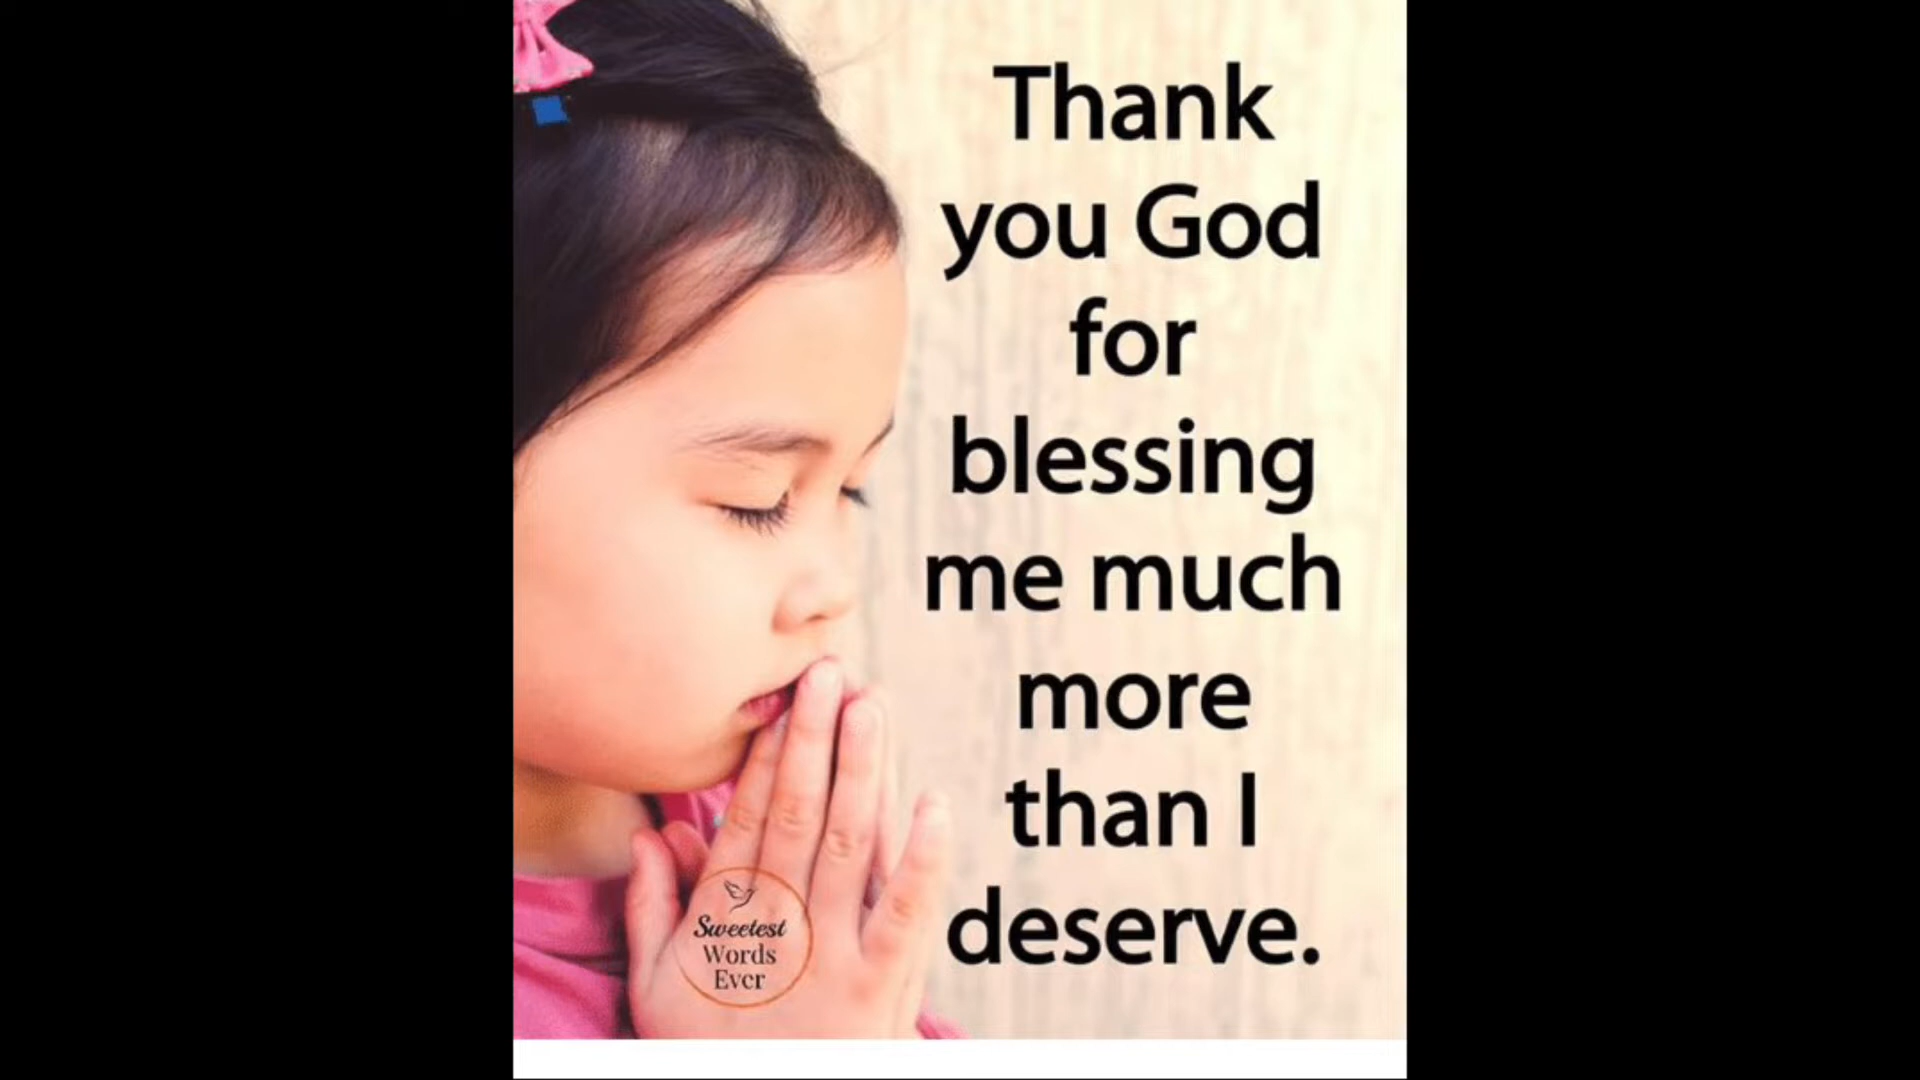 Thank
you God
for
blessing
me much
more
than I
deserve.
Sweetest
Words
Ever